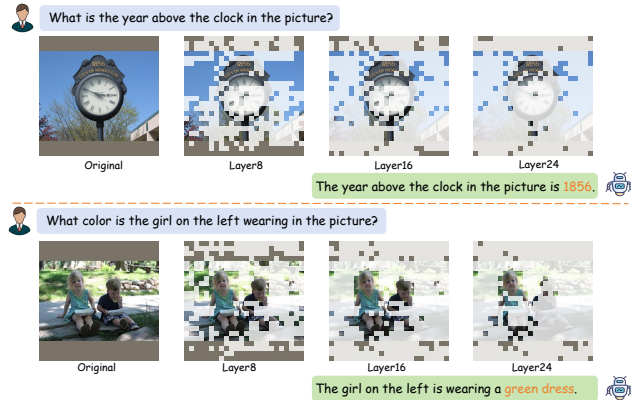 What is the year above the clock in the picture?
1856
Original Layer8 Layer16 Layer24
The year above the clock in the picture is 1856.
What color is the girl on the left wearing in the picture?
Original Layer8 Layer16 Layer24
The girl on the left is wearing a green dress.